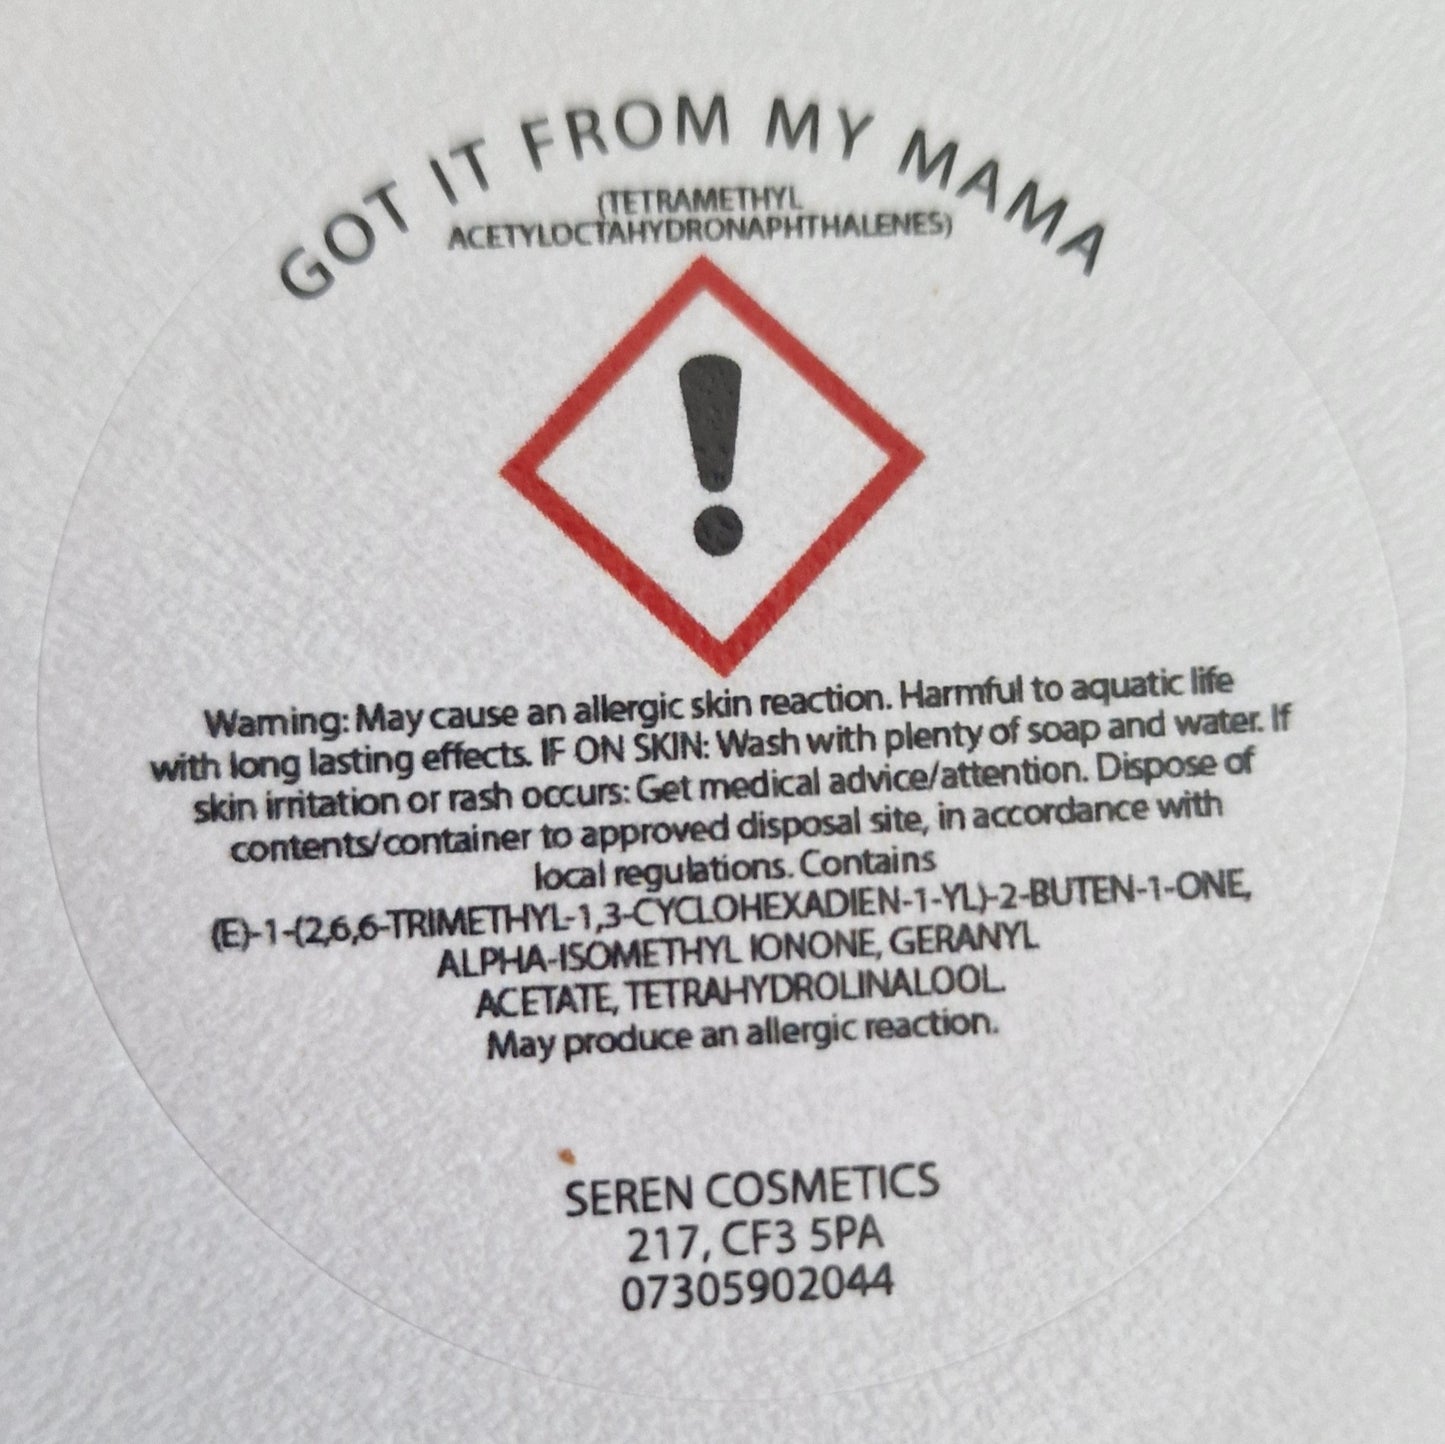 GOT IT FROM MY MAMA
(TETRAMETHYL
ACETYLOCTAHYDRONAPHTHALENES)
Warning: May cause an allergic skin reaction. Harmful to aquatic life
with long lasting effects. IF ON SKIN: Wash with plenty of soap and water. If
skin irritation or rash occurs: Get medical advice/attention. Dispose of
contents/container to approved disposal site, in accordance with
local regulations. Contains
(E)-1-(2,6,6-TRIMETHYL-1,3-CYCLOHEXADIEN-1-YL)-2-BUTEN-1-ONE,
ALPHA-ISOMETHYL IONONE, GERANYL
ACETATE, TETRAHYDROLINALOOL.
May produce an allergic reaction.
SEREN COSMETICS
217, CF3 5PA
07305902044